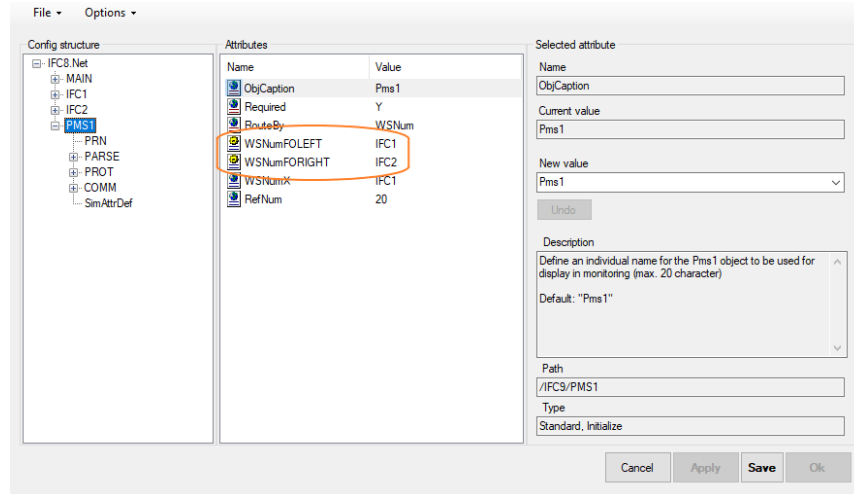 File Options
Config structure
IFC8.Net
MAIN
IFC1
IFC2
PMS1
PRN
PARSE
PROT
COMM
SimAttrDef
Attributes
Name Value
ObjCaption Pms1
Required Y
RouteBy WSNum
WSNumFOLEFT IFC1
WSNumFORIGHT IFC2
WSNumX IFC1
RefNum 20
Selected attribute
Name
ObjCaption
Current value
Pms1
New value
Pms1
Undo
Description
Define an individual name for the Pms1 object to be used for
display in monitoring (max. 20 character)
Default: "Pms1"
Path
/IFC9/PMS1
Type
Standard, Initialize
Cancel Apply Save Ok